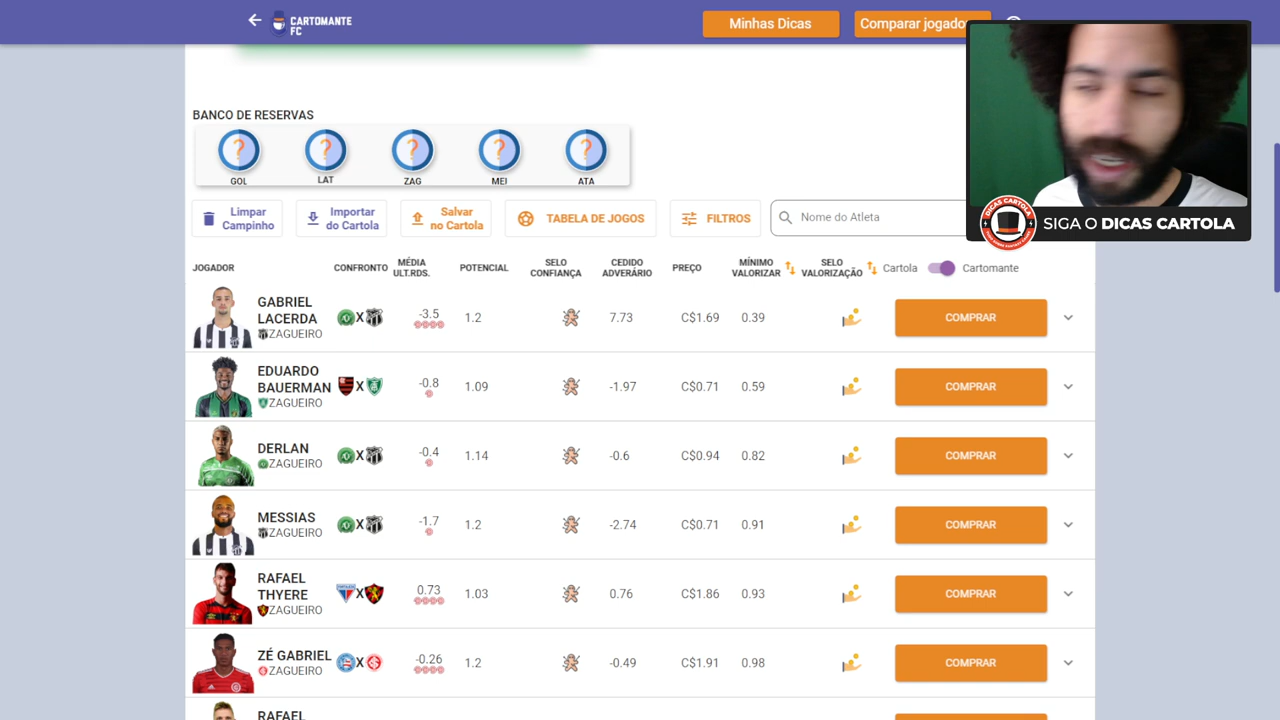 CARTOMANTE
FC
Minhas Dicas
Comparar jogado
BANCO DE RESERVAS
GOL
LAT
ZAG
MEI
ATA
Limpar
Campinho
Importar
do Cartola
Salvar
no Cartola
TABELA DE JOGOS
FILTROS
Nome do Atleta
DICAS CARTOLA
SIGA O DICAS CARTOLA
JOGADOR
CONFRONTO
MÉDIA
ULT.RDS.
POTENCIAL
SELO
CONFIANÇA
CEDIDO
ADVERÁRIO
PREÇO
MÍNIMO
VALORIZAR
SELO
VALORIZAÇÃO
Cartola
Cartomante
GABRIEL
LACERDA
ZAGUEIRO
X
-3.5
1.2
7.73
C$1.69
0.39
COMPRAR
EDUARDO
BAUERMAN
ZAGUEIRO
X
-0.8
1.09
-1.97
C$0.71
0.59
COMPRAR
DERLAN
ZAGUEIRO
X
-0.4
1.14
-0.6
C$0.94
0.82
COMPRAR
MESSIAS
ZAGUEIRO
X
-1.7
1.2
-2.74
C$0.71
0.91
COMPRAR
RAFAEL
THYERE
ZAGUEIRO
X
0.73
1.03
0.76
C$1.86
0.93
COMPRAR
ZÉ GABRIEL
ZAGUEIRO
X
-0.26
1.2
-0.49
C$1.91
0.98
COMPRAR
RAFAEL